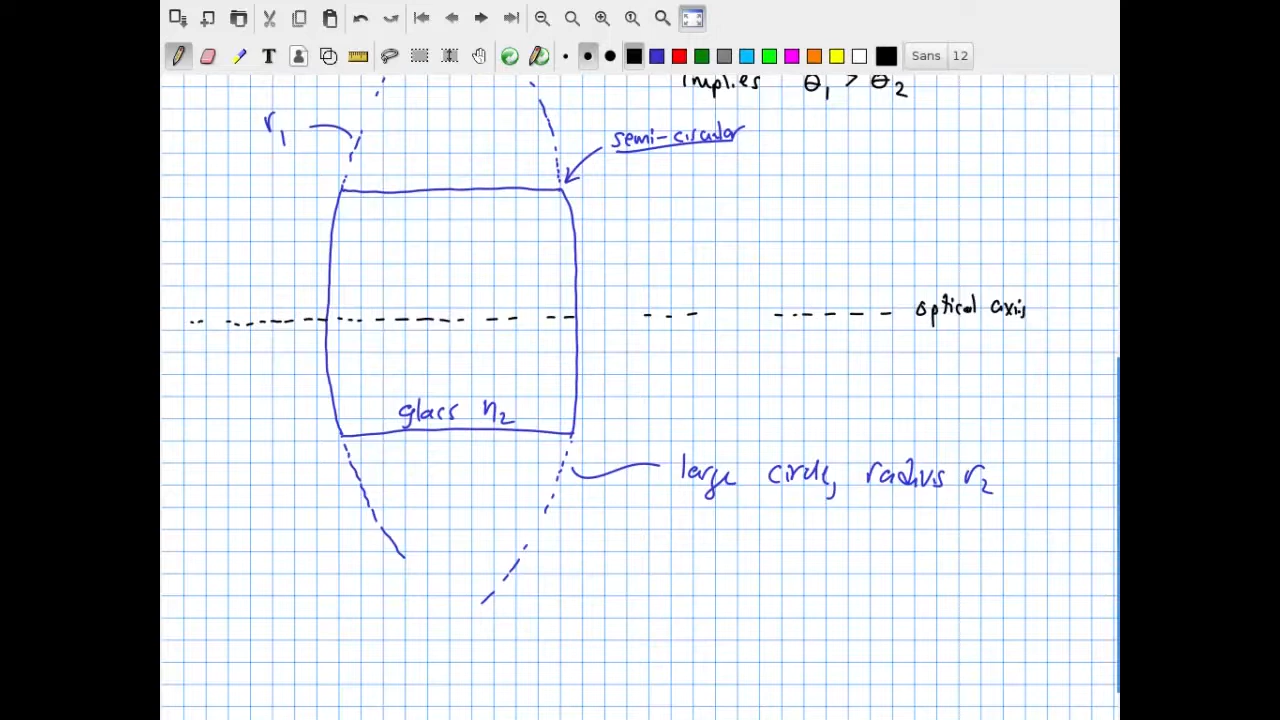 Sans 12
implies θ₁ > θ₂
r₁
semi-circular
optical axis
glass n₂
large circle, radius r₂